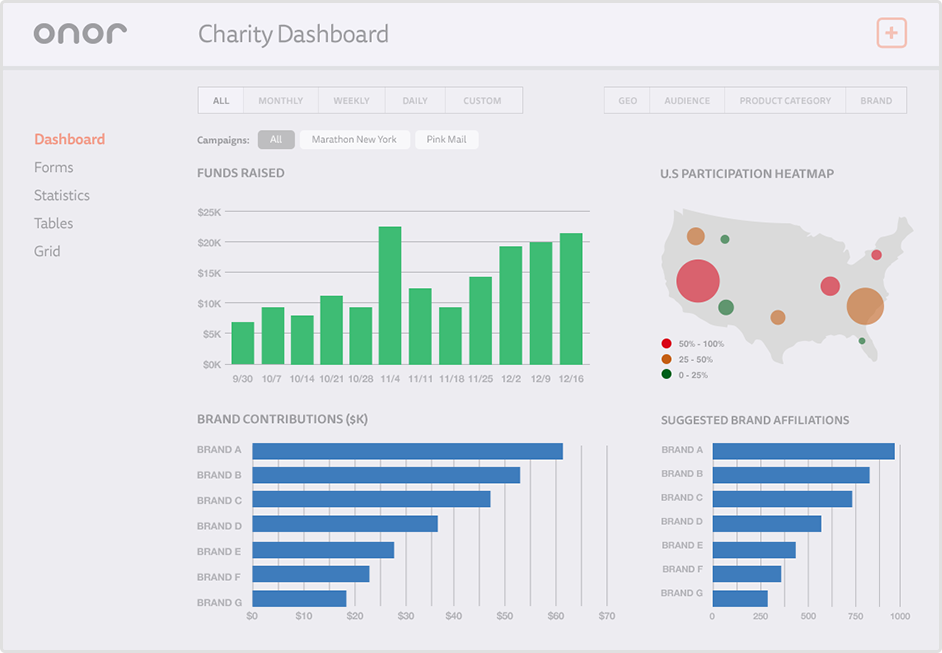 onor
Charity Dashboard
ALL MONTHLY WEEKLY DAILY CUSTOM
GEO AUDIENCE PRODUCT CATEGORY BRAND
Dashboard
Forms
Statistics
Tables
Grid
Campaigns: All Marathon New York Pink Mail
FUNDS RAISED
$25K
$20K
$15K
$10K
$5K
$0K
9/30 10/7 10/14 10/21 10/28 11/4 11/11 11/18 11/25 12/2 12/9 12/16
U.S PARTICIPATION HEATMAP
50% - 100%
25 - 50%
0 - 25%
BRAND CONTRIBUTIONS ($K)
BRAND A
BRAND B
BRAND C
BRAND D
BRAND E
BRAND F
BRAND G
$0 $10 $20 $30 $40 $50 $60 $70
SUGGESTED BRAND AFFILIATIONS
BRAND A
BRAND B
BRAND C
BRAND D
BRAND E
BRAND F
BRAND G
0 250 500 750 1000